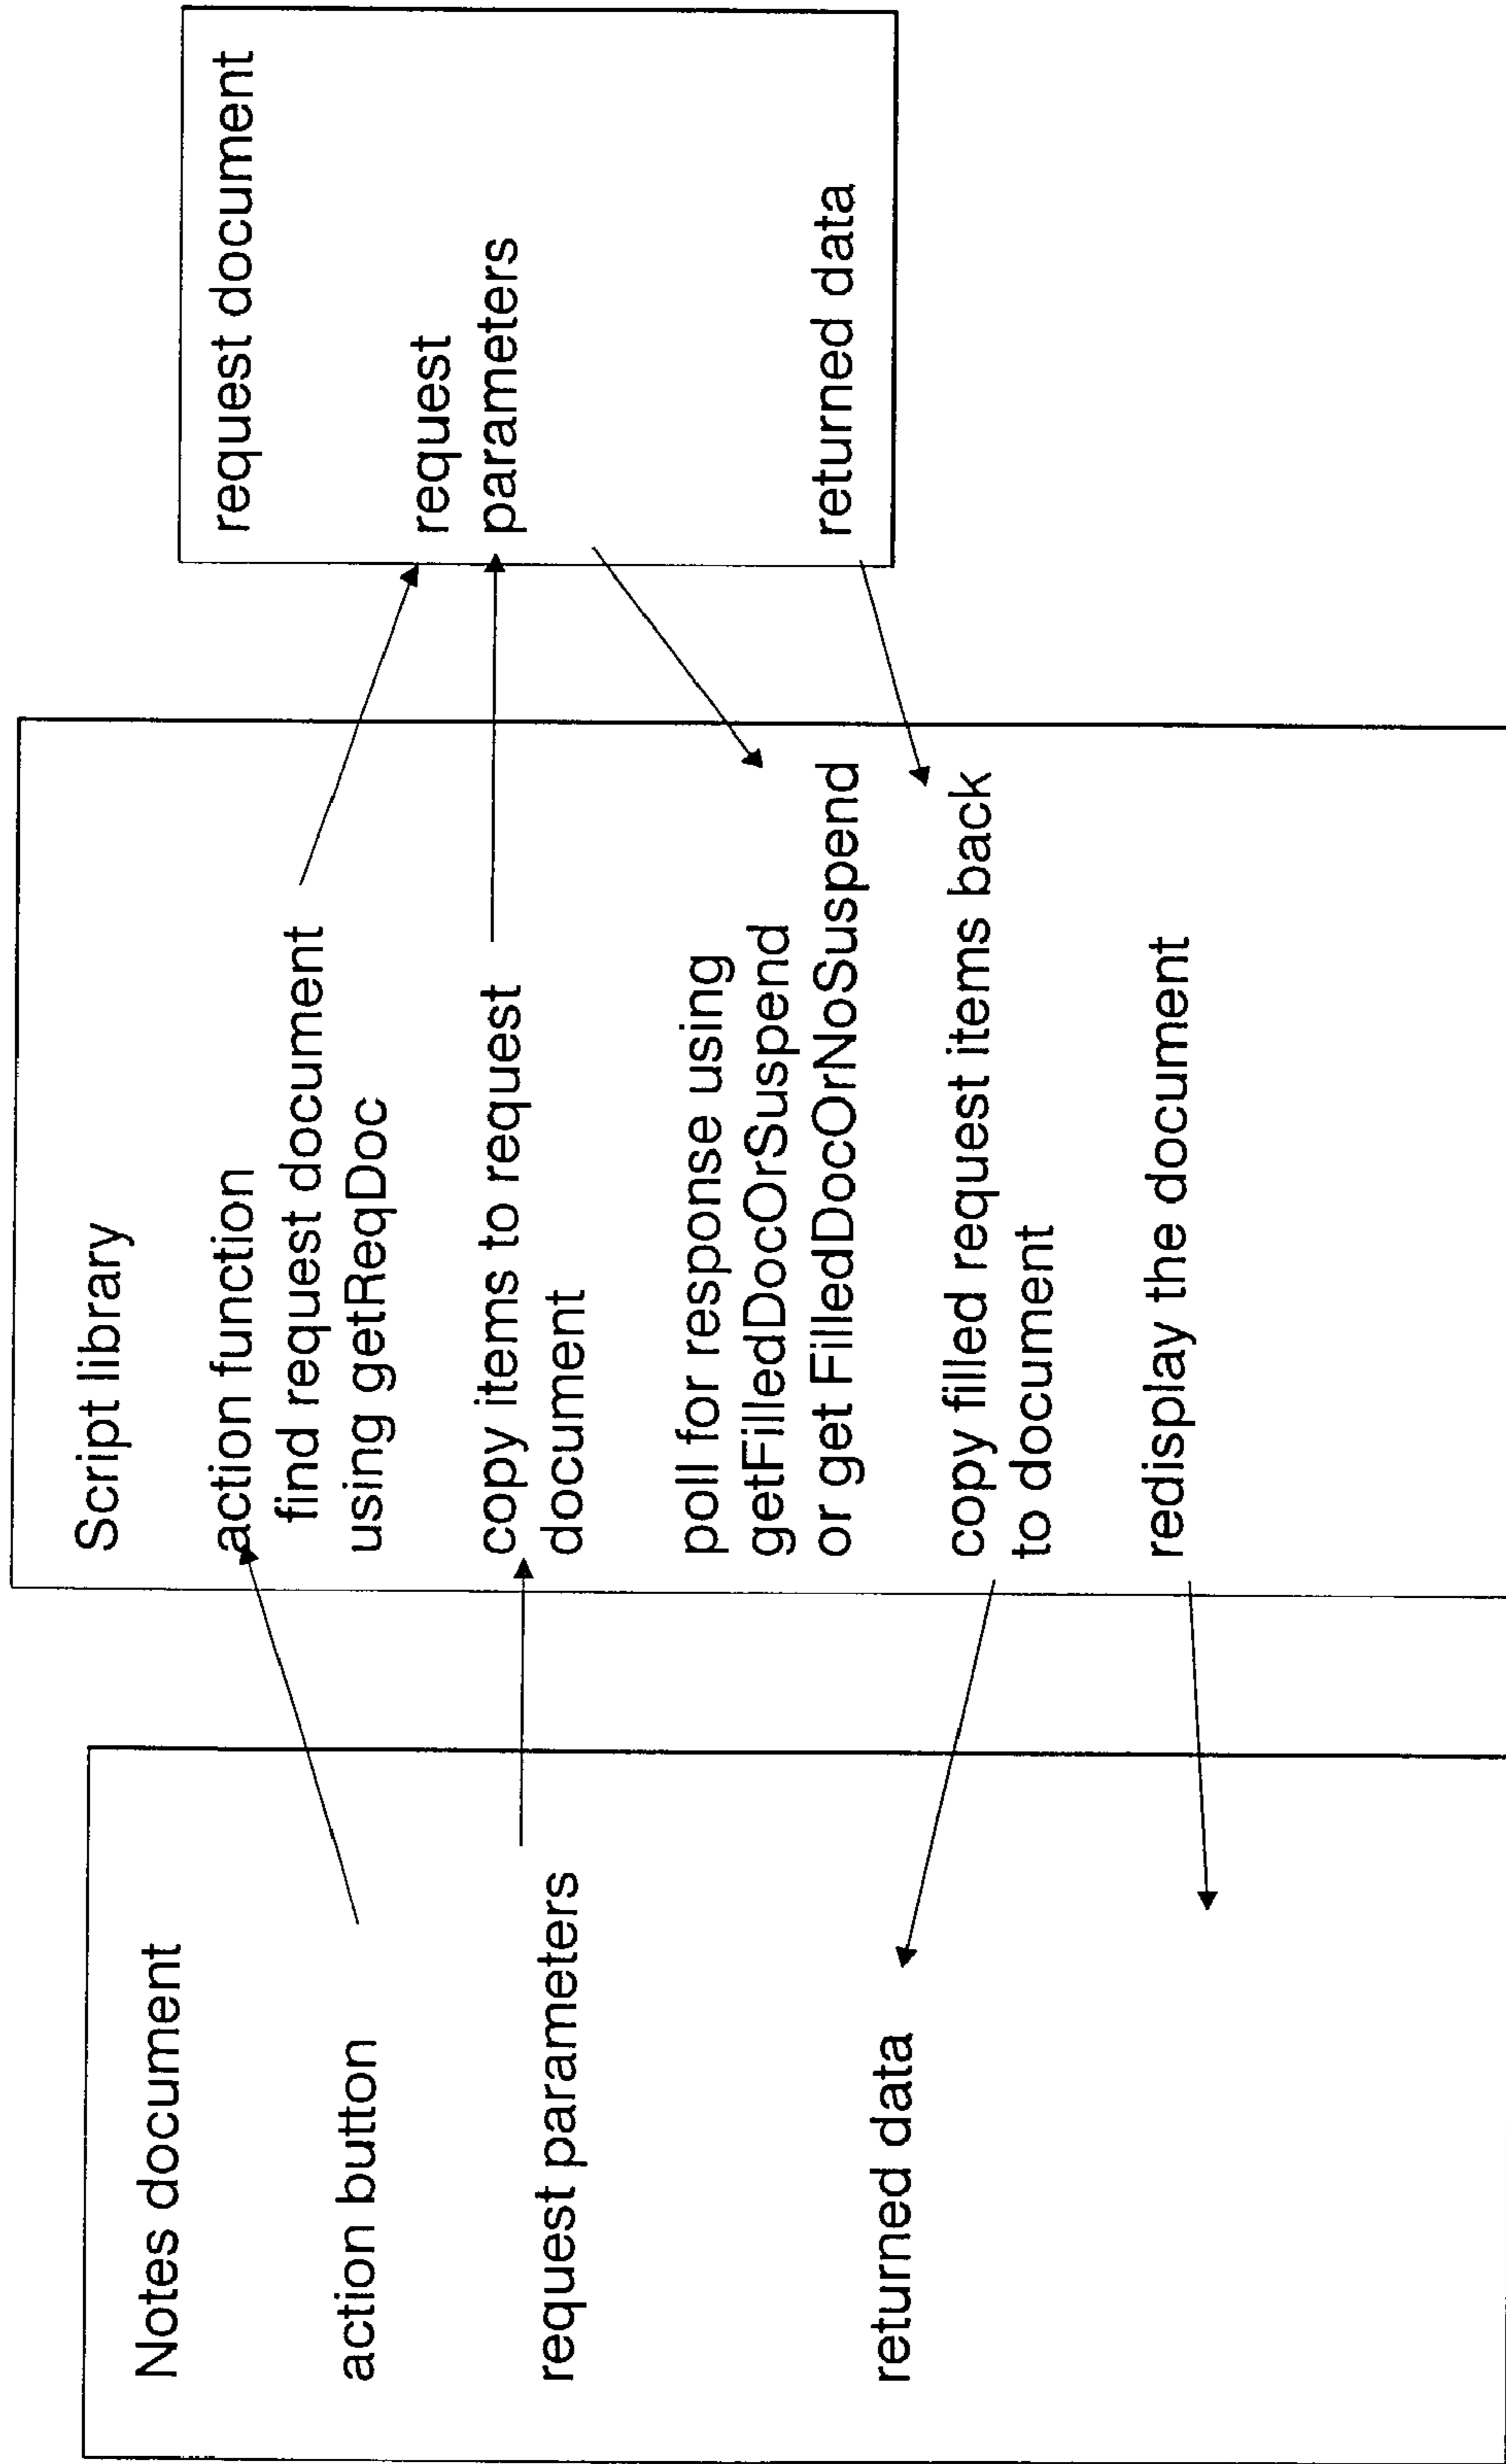 Notes document
action button
request parameters
returned data
Script library
action function
find request document
using getReqDoc
copy items to request
document
poll for response using
getFilledDocOrSuspend
or get FilledDocOrNoSuspend
copy filled request items back
to document
redisplay the document
request document
request
parameters
returned data